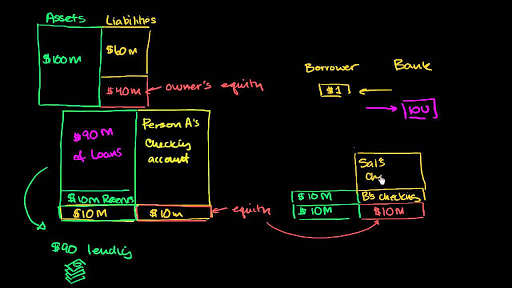 Assets Liabilities
$100M
$60M
$40M owner's equity
$90M
of Loans
Person A's
checking
account
$10M
$10M $10M equity
$90 lending
Borrower Bank
$1
IOU
Sal's
Ch
$10M B's checking
$10M $10M